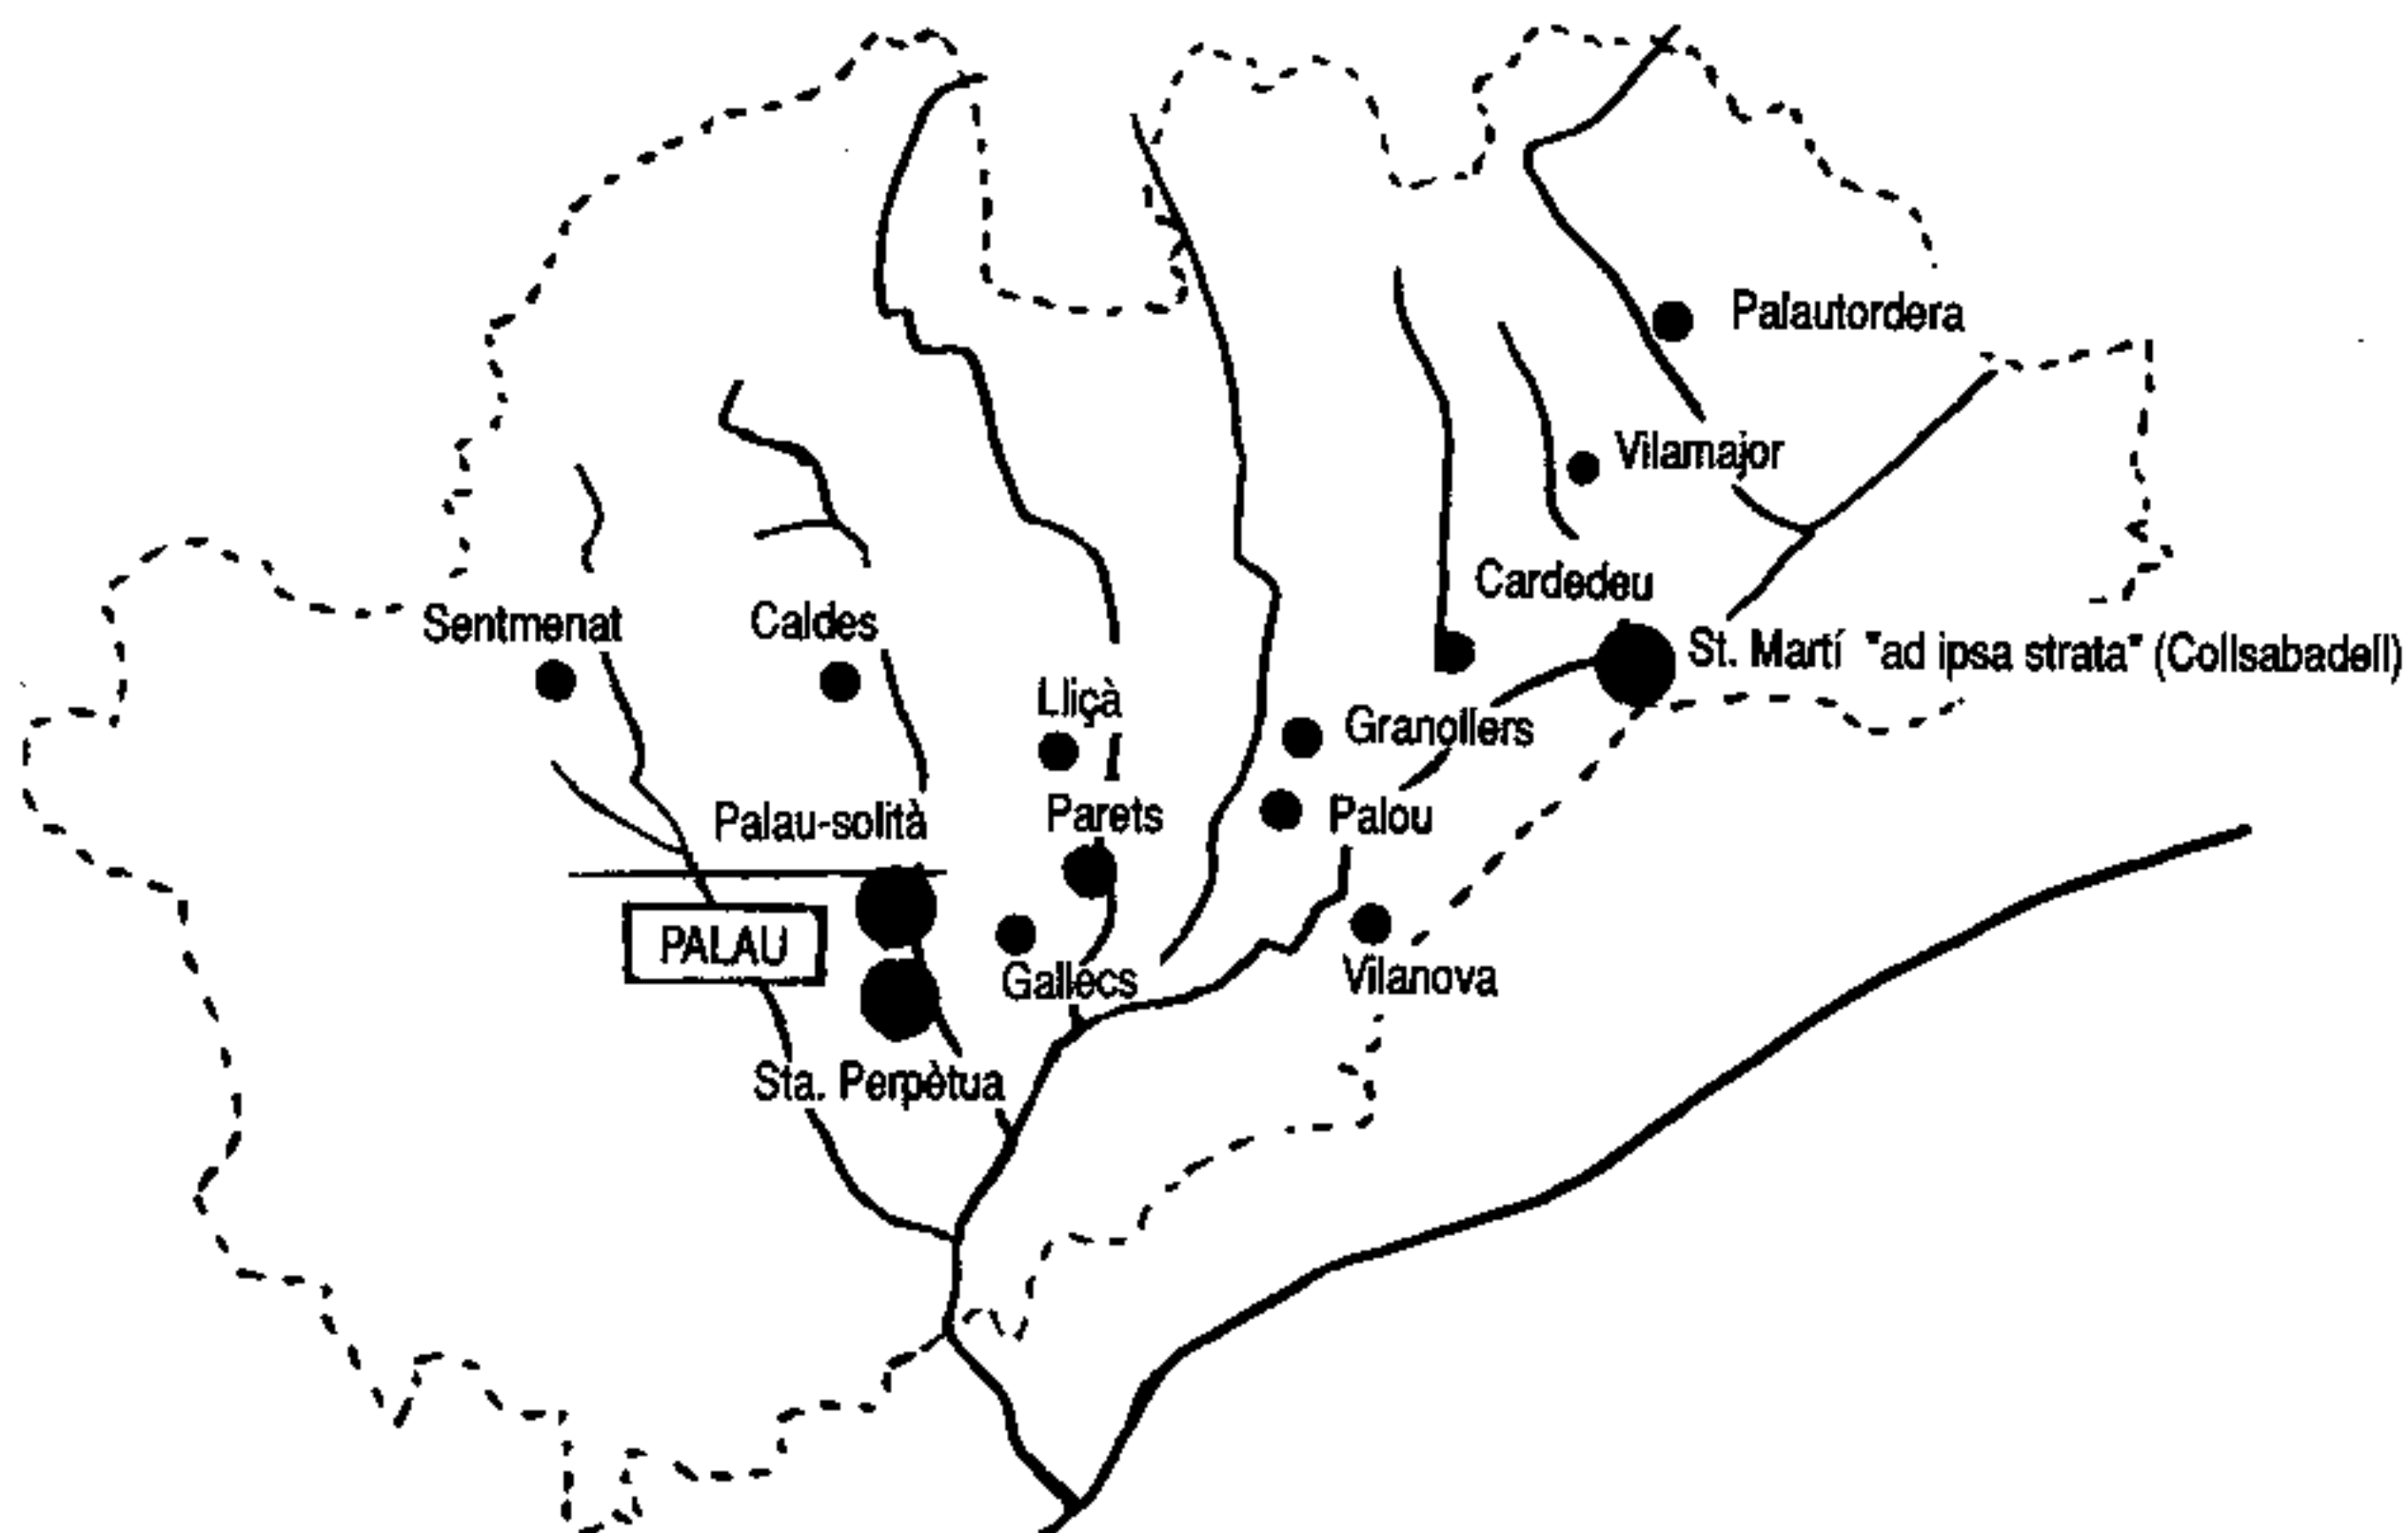 Palautordera
Vilamajor
Cardedeu
Sentmenat
Caldes
St. Martí "ad ipsa strata" (Collsabadell)
Lliçà
Granollers
Palau-solità
Parets
Palou
PALAU
Gallecs
Vilanova
Sta. Perpètua